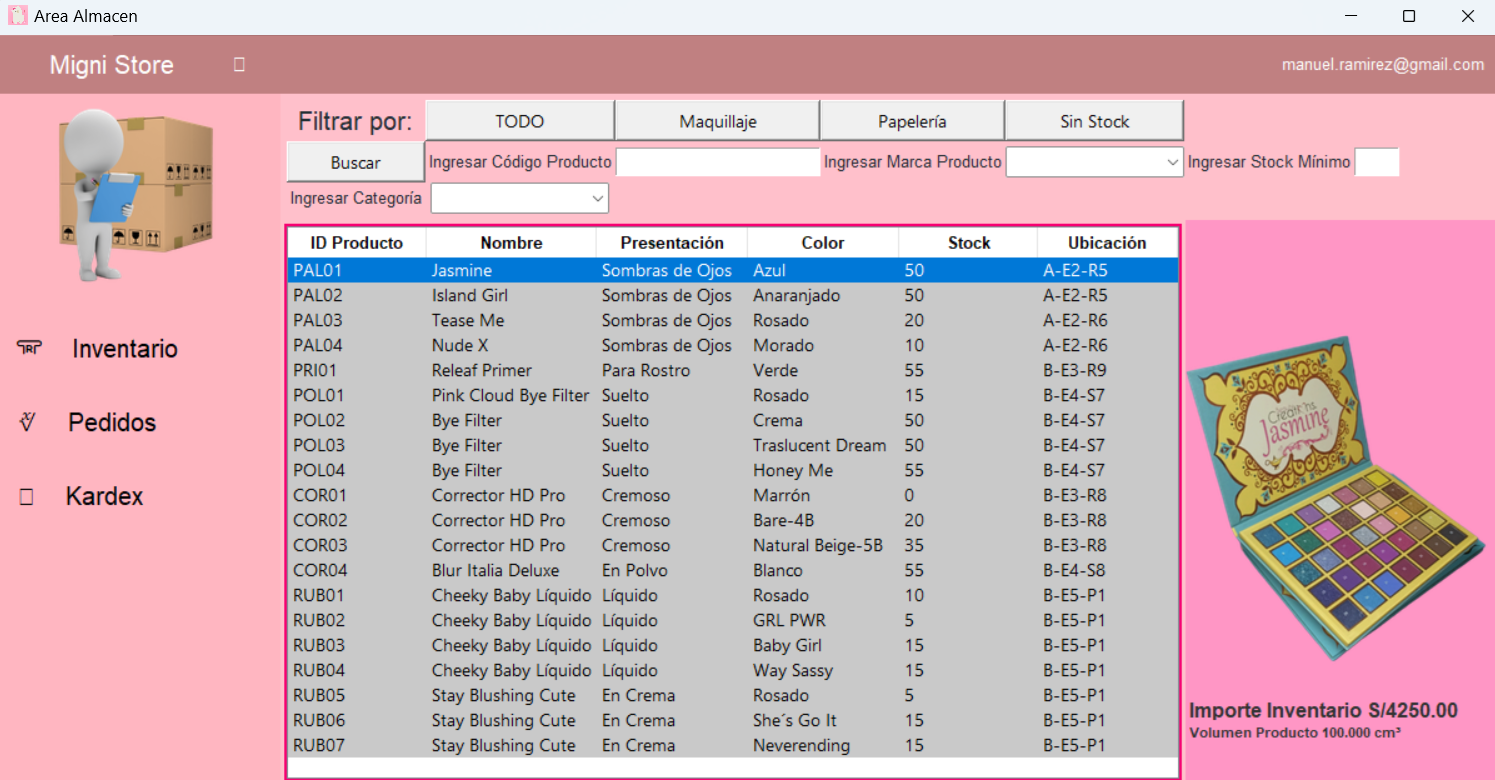 Area Almacen
Migni Store
manuel.ramirez@gmail.com
Filtrar por: TODO Maquillaje Papelería Sin Stock
Buscar Ingresar Código Producto Ingresar Marca Producto Ingresar Stock Mínimo
Ingresar Categoría
Inventario
Pedidos
Kardex
ID Producto Nombre Presentación Color Stock Ubicación
PAL01 Jasmine Sombras de Ojos Azul 50 A-E2-R5
PAL02 Island Girl Sombras de Ojos Anaranjado 50 A-E2-R5
PAL03 Tease Me Sombras de Ojos Rosado 20 A-E2-R6
PAL04 Nude X Sombras de Ojos Morado 10 A-E2-R6
PRI01 Releaf Primer Para Rostro Verde 55 B-E3-R9
POL01 Pink Cloud Bye Filter Suelto Rosado 15 B-E4-S7
POL02 Bye Filter Suelto Crema 50 B-E4-S7
POL03 Bye Filter Suelto Traslucent Dream 50 B-E4-S7
POL04 Bye Filter Suelto Honey Me 55 B-E4-S7
COR01 Corrector HD Pro Cremoso Marrón 0 B-E3-R8
COR02 Corrector HD Pro Cremoso Bare-4B 20 B-E3-R8
COR03 Corrector HD Pro Cremoso Natural Beige-5B 35 B-E3-R8
COR04 Blur Italia Deluxe En Polvo Blanco 55 B-E4-S8
RUB01 Cheeky Baby Líquido Líquido Rosado 10 B-E5-P1
RUB02 Cheeky Baby Líquido Líquido GRL PWR 5 B-E5-P1
RUB03 Cheeky Baby Líquido Líquido Baby Girl 15 B-E5-P1
RUB04 Cheeky Baby Líquido Líquido Way Sassy 15 B-E5-P1
RUB05 Stay Blushing Cute En Crema Rosado 5 B-E5-P1
RUB06 Stay Blushing Cute En Crema She´s Go It 15 B-E5-P1
RUB07 Stay Blushing Cute En Crema Neverending 15 B-E5-P1
Jasmine
Importe Inventario S/4250.00
Volumen Producto 100.000 cm³